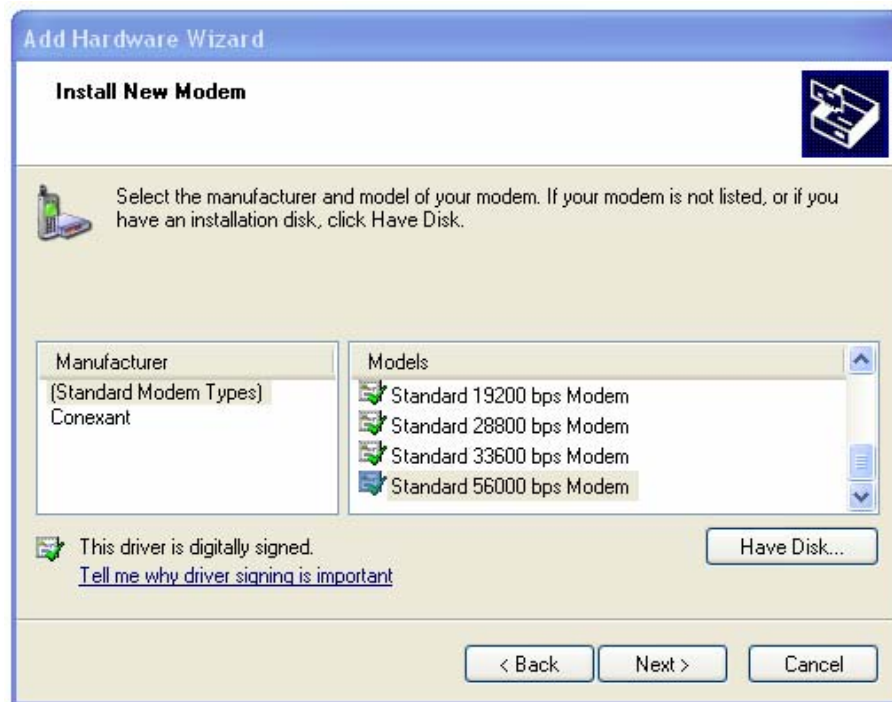 Add Hardware Wizard
Install New Modem
Select the manufacturer and model of your modem. If your modem is not listed, or if you
have an installation disk, click Have Disk.
Manufacturer
(Standard Modem Types)
Conexant
Models
Standard 19200 bps Modem
Standard 28800 bps Modem
Standard 33600 bps Modem
Standard 56000 bps Modem
This driver is digitally signed.
Tell me why driver signing is important
Have Disk...
< Back
Next >
Cancel